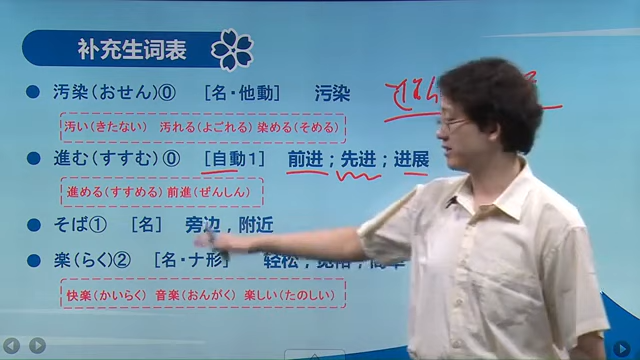 补充生词表
汚染（おせん）⓪ ［名・他動］ 汚染
汚い（きたない） 汚れる（よごれる）染める（そめる）
進む（すすむ）⓪ ［自動1］ 前进；先进；进展
進める（すすめる）前進（ぜんしん）
そば① ［名］ 旁边，附近
楽（らく）② ［名・ナ形］ 轻松，宽裕；简单
快楽（かいらく） 音楽（おんがく） 楽しい（たのしい）